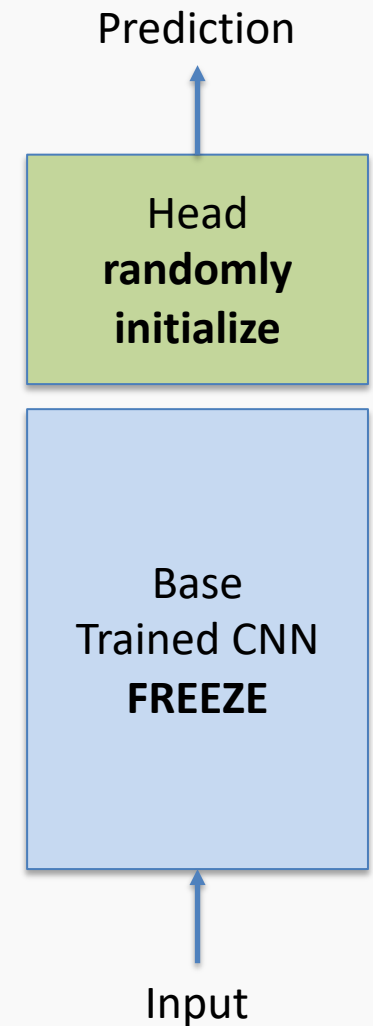 Prediction
Head
randomly
initialize
Base
Trained CNN
FREEZE
Input